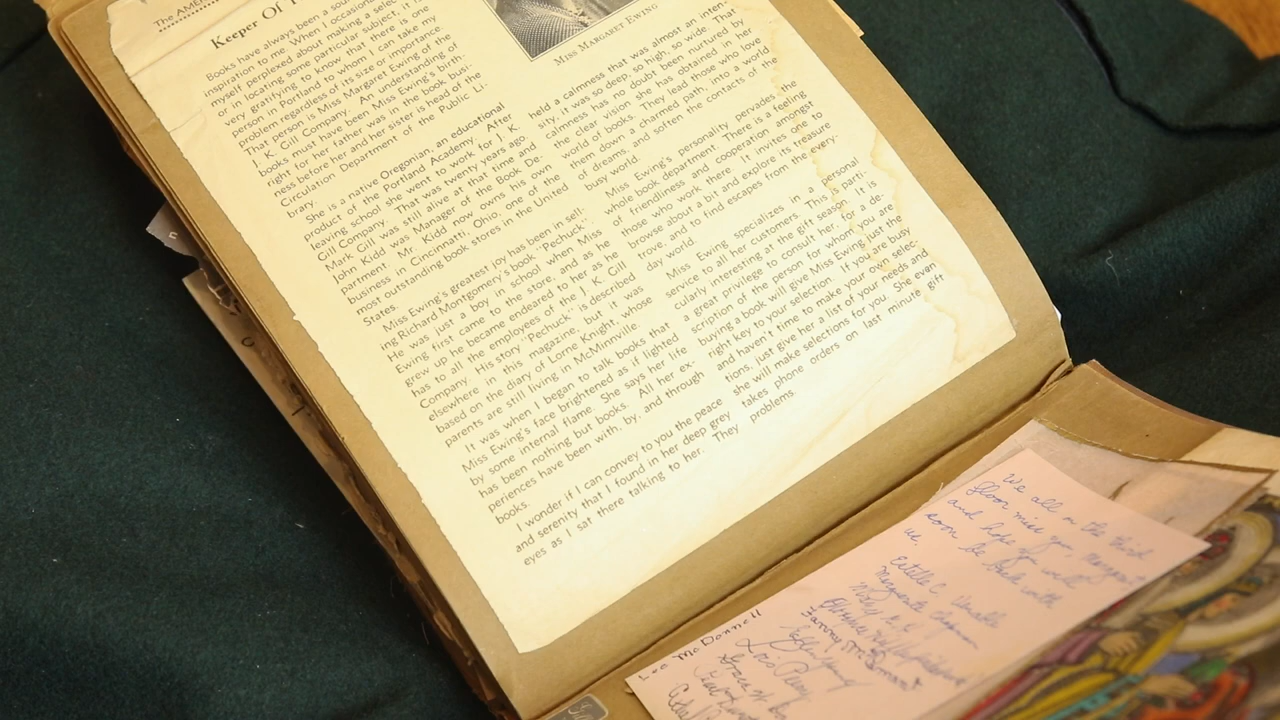 The AMERI
Keeper Of T
Books have always been a sou
inspiration to me. When I occasiona
myself perplexed about making a selec
or in locating some particular subject, it is
very gratifying to know that there is one
person in Portland to whom I can take my
problem regardless of its size or importance.
That person is Miss Margaret Ewing of the
J. K. Gill Company. An understanding of
books must have been Miss Ewing's birth-
right for her father was in the book busi-
ness before her and her sister is head of the
Circulation Department of the Public Li-
brary.
She is a native Oregonian, an educational
product of the Portland Academy. After
leaving school she went to work for J. K.
Gill Company. That was twenty years ago.
Mark Gill was still alive at that time and
John Kidd was Manager of the Book De-
partment. Mr. Kidd now owns his own
business in Cincinnati, Ohio, one of the
most outstanding book stores in the United
States.
Miss Ewing's greatest joy has been in sell-
ing Richard Montgomery's book, "Pechuck."
He was just a boy in school when Miss
Ewing first came to the store, and as he
grew up he became endeared to her as he
has to all the employees of the J. K. Gill
Company. His story "Pechuck" is described
elsewhere in this magazine, but it was
based on the diary of Lorne Knight, whose
parents are still living in McMinnville.
It was when I began to talk books that
Miss Ewing's face brightened as if lighted
by some internal flame. She says her life
has been nothing but books. All her ex-
periences have been with, by, and through
books.
I wonder if I can convey to you the peace
and serenity that I found in her deep grey
eyes as I sat there talking to her. They
MISS MARGARET EWING
held a calmness that was almost an inten-
sity, it was so deep, so high, so wide. That
calmness has no doubt been nurtured by
the clear vision she has obtained in her
world of books. They lead those who love
them down a charmed path, into a world
of dreams, and soften the contacts of the
busy world.
Miss Ewing's personality pervades the
whole book department. There is a feeling
of friendliness and cooperation amongst
those who work there. It invites one to
browse about a bit and explore its treasure
trove, and to find escapes from the every-
day world.
Miss Ewing specializes in a personal
service to all her customers. This is parti-
cularly interesting at the gift season. It is
a great privilege to consult her, for a de-
scription of the person for whom you are
buying a book will give Miss Ewing just the
right key to your selection. If you are busy
and haven't time to make your own selec-
tions, just give her a list of your needs and
she will make selections for you. She even
takes phone orders on last minute gift
problems.
We all on the third
floor miss you, Margaret
and hope you will
soon be back with
us.
Estelle C. Venable
Marguerite Chapman
Lee McDonnell
Lois Perry